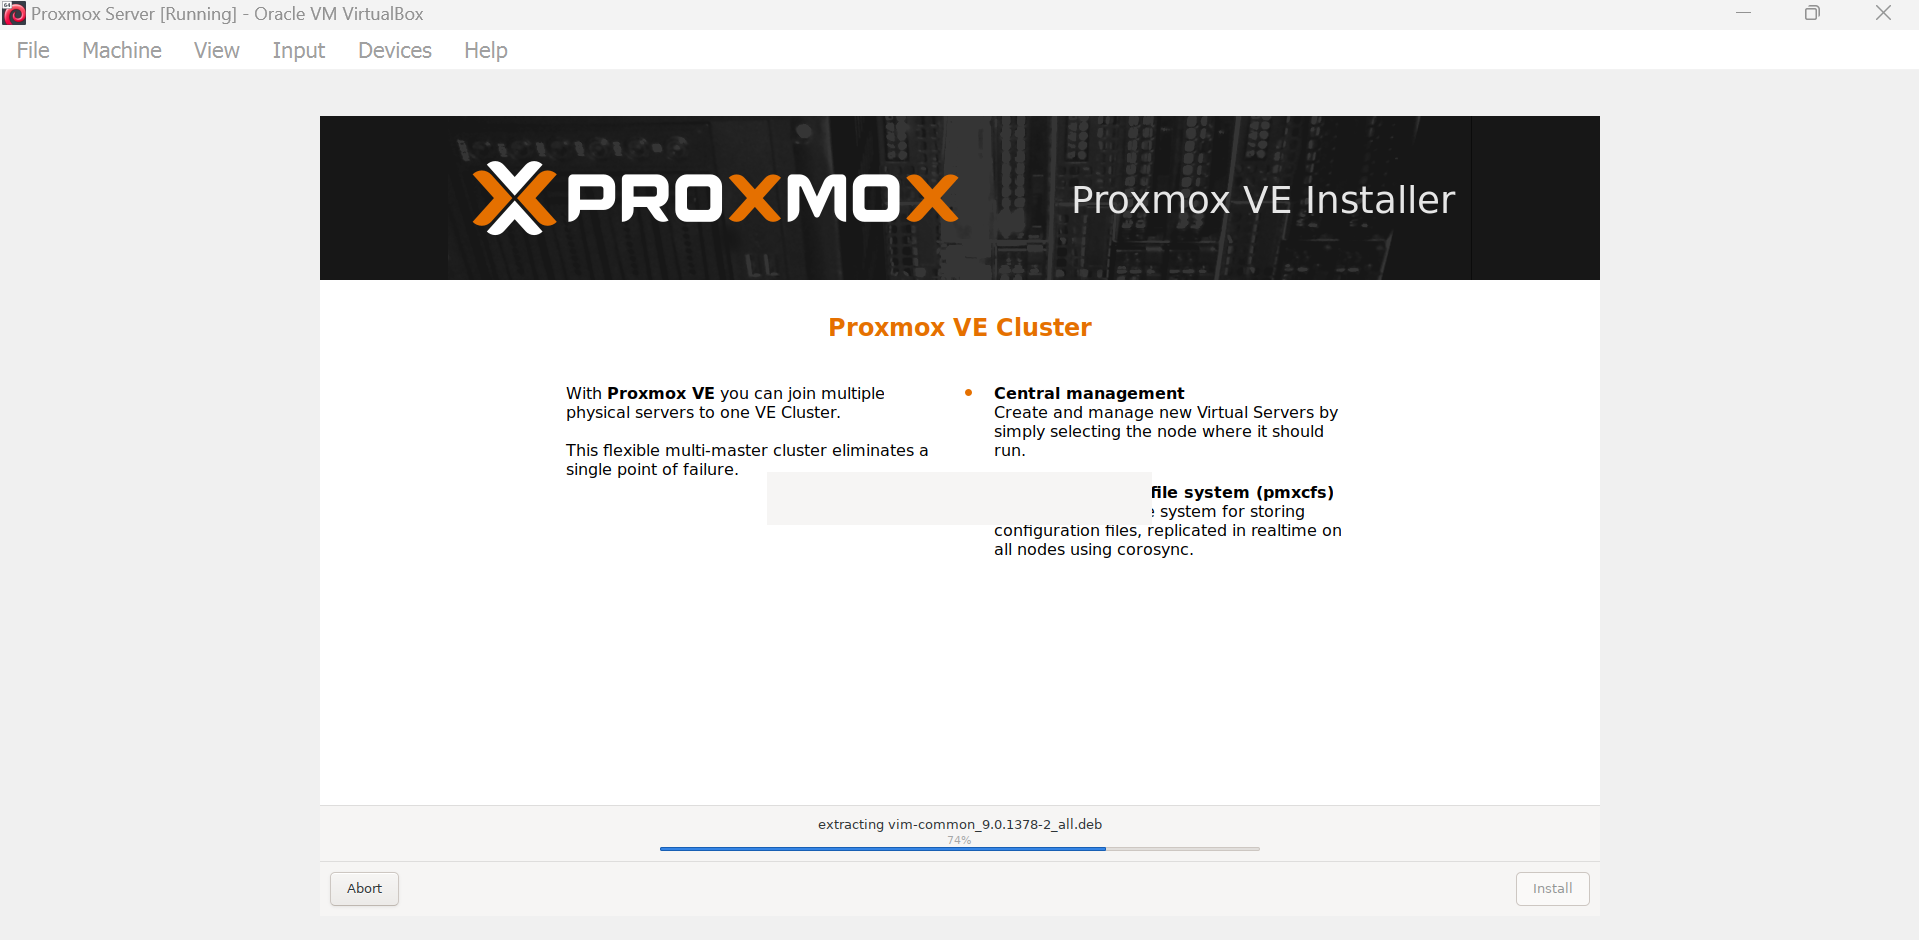 Proxmox Server [Running] - Oracle VM VirtualBox
File Machine View Input Devices Help
PROXMOX
Proxmox VE Installer
Proxmox VE Cluster
With Proxmox VE you can join multiple
physical servers to one VE Cluster.
This flexible multi-master cluster eliminates a
single point of failure.
Central management
Create and manage new Virtual Servers by
simply selecting the node where it should
run.
file system (pmxcfs)
system for storing
configuration files, replicated in realtime on
all nodes using corosync.
extracting vim-common_9.0.1378-2_all.deb
74%
Abort
Install